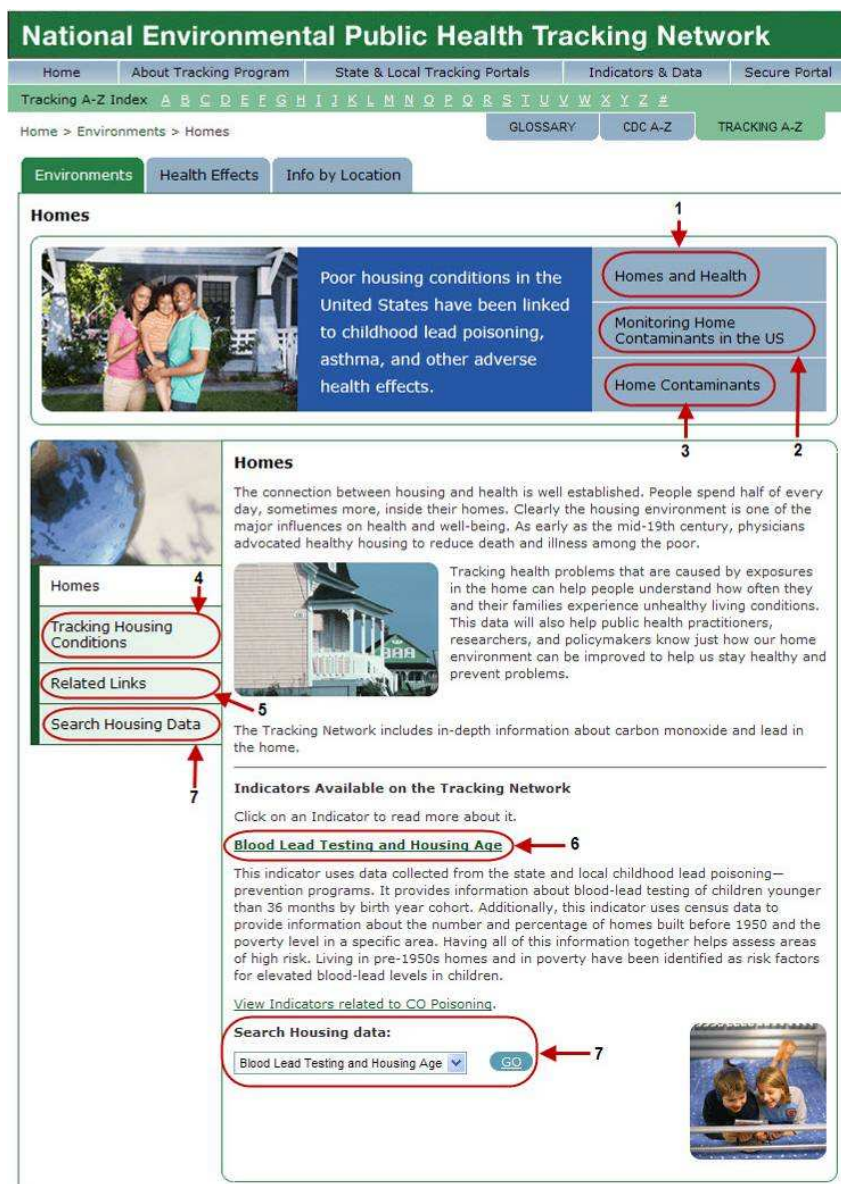 National Environmental Public Health Tracking Network
Home About Tracking Program State & Local Tracking Portals Indicators & Data Secure Portal
Tracking A-Z Index A B C D E F G H I J K L M N O P Q R S T U V W X Y Z #
Home > Environments > Homes
GLOSSARY CDC A-Z TRACKING A-Z
Environments Health Effects Info by Location
Homes
1
Poor housing conditions in the
United States have been linked
to childhood lead poisoning,
asthma, and other adverse
health effects.
Homes and Health
Monitoring Home
Contaminants in the US
Home Contaminants
3
2
Homes
4
Tracking Housing
Conditions
Related Links
5
Search Housing Data
7
Homes
The connection between housing and health is well established. People spend half of every
day, sometimes more, inside their homes. Clearly the housing environment is one of the
major influences on health and well-being. As early as the mid-19th century, physicians
advocated healthy housing to reduce death and illness among the poor.
Tracking health problems that are caused by exposures
in the home can help people understand how often they
and their families experience unhealthy living conditions.
This data will also help public health practitioners,
researchers, and policymakers know just how our home
environment can be improved to help us stay healthy and
prevent problems.
The Tracking Network includes in-depth information about carbon monoxide and lead in
the home.
Indicators Available on the Tracking Network
Click on an Indicator to read more about it.
Blood Lead Testing and Housing Age
6
This indicator uses data collected from the state and local childhood lead poisoning—
prevention programs. It provides information about blood-lead testing of children younger
than 36 months by birth year cohort. Additionally, this indicator uses census data to
provide information about the number and percentage of homes built before 1950 and the
poverty level in a specific area. Having all of this information together helps assess areas
of high risk. Living in pre-1950s homes and in poverty have been identified as risk factors
for elevated blood-lead levels in children.
View Indicators related to CO Poisoning.
Search Housing data:
Blood Lead Testing and Housing Age GO
7